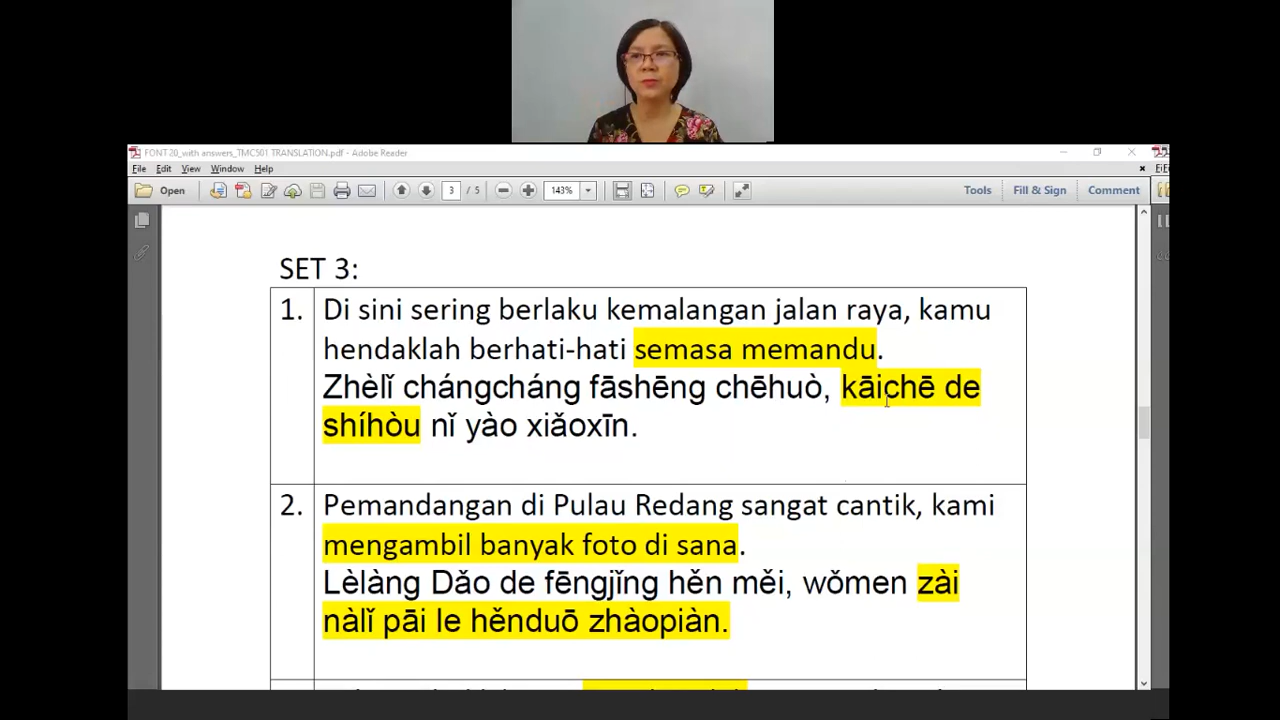 FONT 20_with answers_TMC501 TRANSLATION.pdf - Adobe Reader
File Edit View Window Help
Open 3 / 5 143% Tools Fill & Sign Comment
SET 3:
1. Di sini sering berlaku kemalangan jalan raya, kamu
hendaklah berhati-hati semasa memandu.
Zhèlǐ chángcháng fāshēng chēhuò, kāichē de
shíhòu nǐ yào xiǎoxīn.
2. Pemandangan di Pulau Redang sangat cantik, kami
mengambil banyak foto di sana.
Lèlàng Dǎo de fēngjǐng hěn měi, wǒmen zài
nàlǐ pāi le hěnduō zhàopiàn.